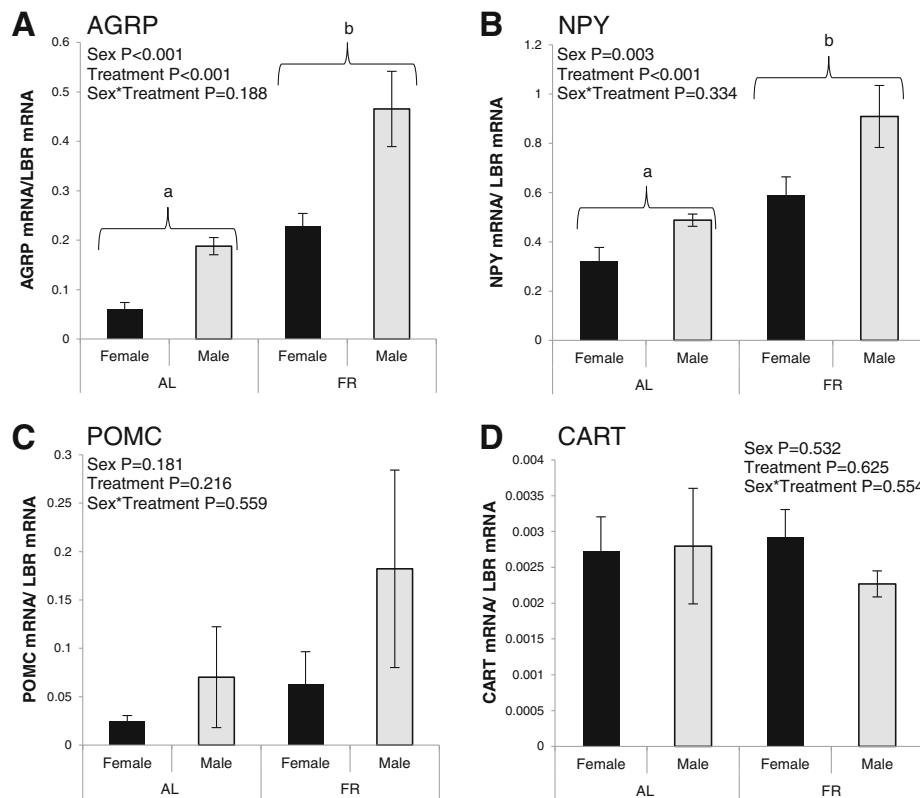 A AGRP
Sex P<0.001
Treatment P<0.001
Sex*Treatment P=0.188
AGRP mRNA/LBR mRNA
0.6
0.5
0.4
0.3
0.2
0.1
0
a
b
Female Male Female Male
AL FR
B NPY
Sex P=0.003
Treatment P<0.001
Sex*Treatment P=0.334
NPY mRNA/ LBR mRNA
1.2
1
0.8
0.6
0.4
0.2
0
a
b
Female Male Female Male
AL FR
C POMC
Sex P=0.181
Treatment P=0.216
Sex*Treatment P=0.559
POMC mRNA/ LBR mRNA
0.3
0.25
0.2
0.15
0.1
0.05
0
Female Male Female Male
AL FR
D CART
Sex P=0.532
Treatment P=0.625
Sex*Treatment P=0.554
CART mRNA/ LBR mRNA
0.004
0.0035
0.003
0.0025
0.002
0.0015
0.001
0.0005
0
Female Male Female Male
AL FR